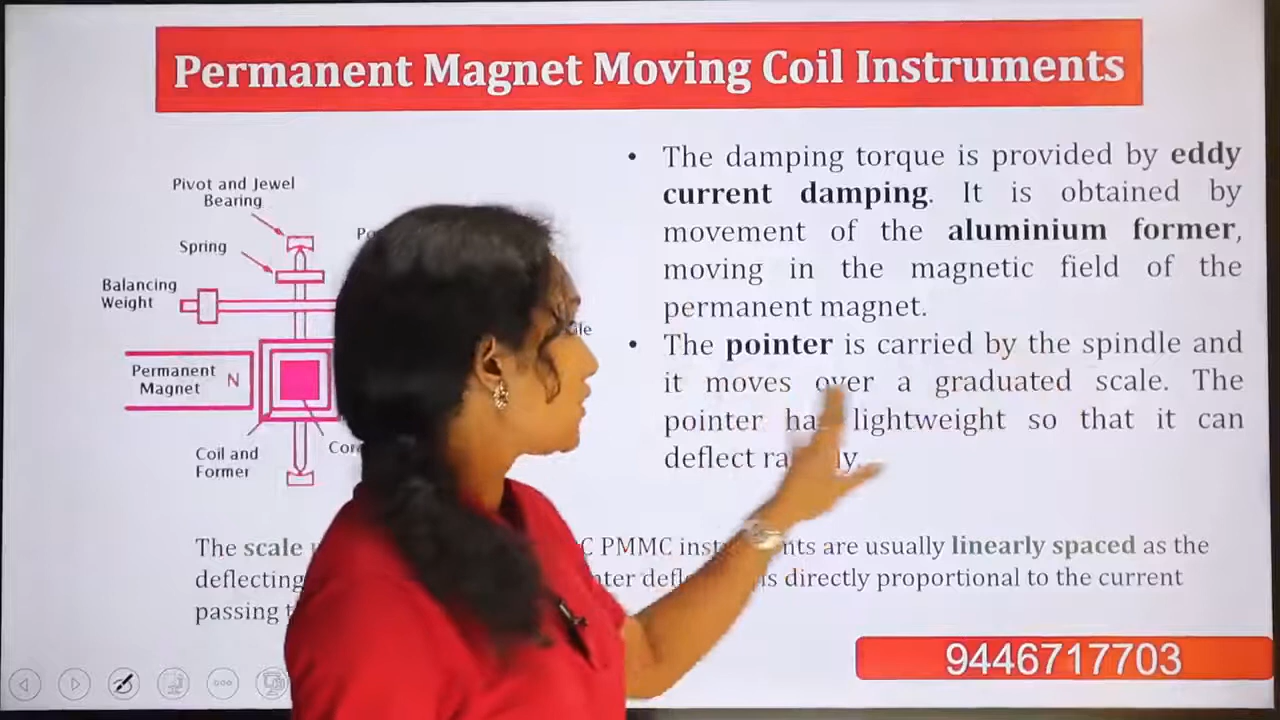 Permanent Magnet Moving Coil Instruments
Pivot and Jewel
Bearing
Spring
Balancing
Weight
Permanent
Magnet
N
Coil and
Former
• The damping torque is provided by eddy
current damping. It is obtained by
movement of the aluminium former,
moving in the magnetic field of the
permanent magnet.
• The pointer is carried by the spindle and
it moves over a graduated scale. The
pointer has lightweight so that it can
deflect
The scale PMMC are usually linearly spaced as the
deflecting is directly proportional to the current
passing
9446717703